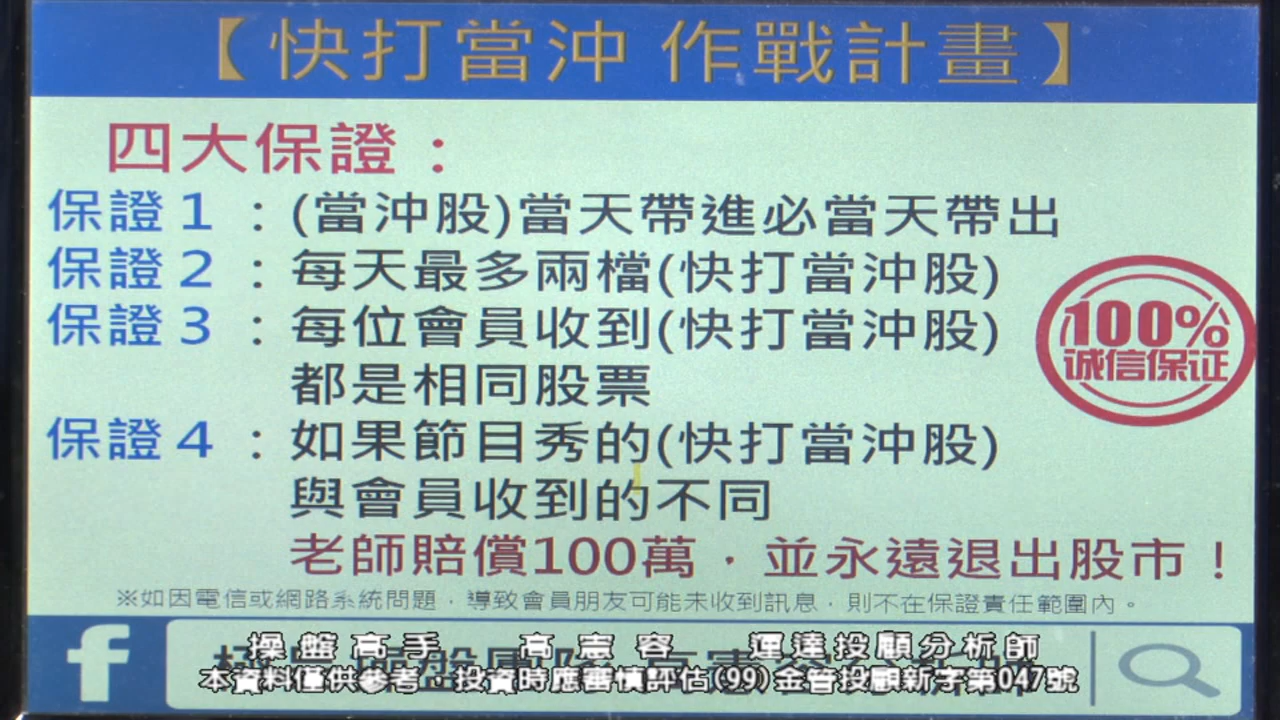 【快打當沖 作戰計畫】
四大保證：
保證1：(當沖股)當天帶進必當天帶出
保證2：每天最多兩檔(快打當沖股)
保證3：每位會員收到(快打當沖股)
都是相同股票
保證4：如果節目秀的(快打當沖股)
與會員收到的不同
老師賠償100萬，並永遠退出股市！
100%
诚信保证
※如因電信或網路系統問題，導致會員朋友可能未收到訊息，則不在保證責任範圍內。
f
操盤高手 高憲容 運達投顧分析師
本資料僅供參考，投資時應審慎評估(99)金管投顧新字第047號